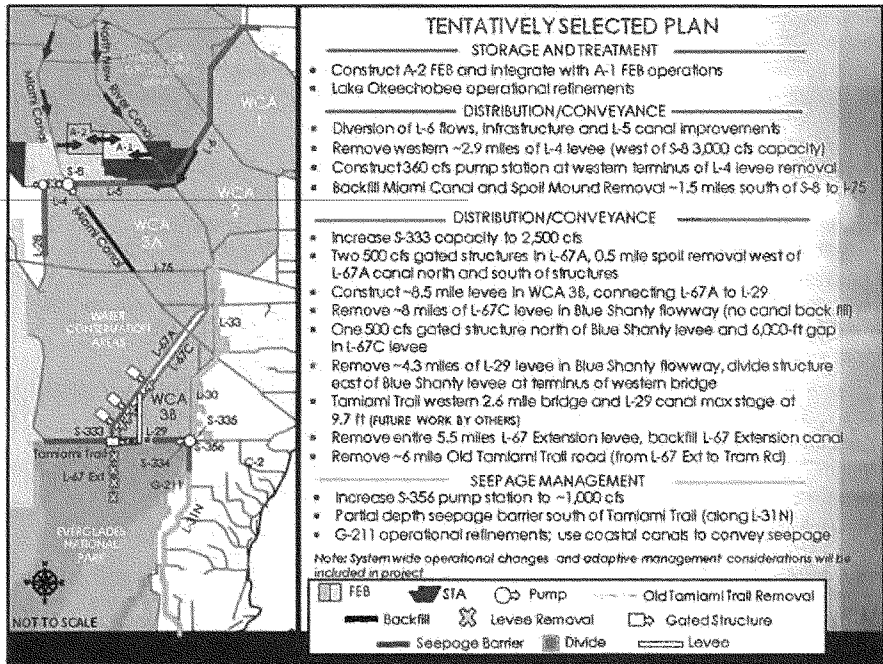 TENTATIVELY SELECTED PLAN
STORAGE AND TREATMENT
• Construct A-2 FEB and integrate with A-1 FEB operations
• Lake Okeechobee operational refinements
DISTRIBUTION/CONVEYANCE
• Diversion of L-6 flows, infrastructure and L-5 canal improvements
• Remove western ~2.9 miles of L-4 levee (west of S-8 3,000 cfs capacity)
• Construct 360 cfs pump station at western terminus of L-4 levee removal
• Backfill Miami Canal and Spoil Mound Removal ~1.5 miles south of S-8 to I-75
DISTRIBUTION/CONVEYANCE
• Increase S-333 capacity to 2,500 cfs
• Two 500 cfs gated structures in L-67A, 0.5 mile spoil removal west of
L-67A canal north and south of structures
• Construct ~8.5 mile levee in WCA 3B, connecting L-67A to L-29
• Remove ~8 miles of L-67C levee in Blue Shanty flowway (no canal back fill)
• One 500 cfs gated structure north of Blue Shanty levee and 6,000-ft gap
in L-67C levee
• Remove ~4.3 miles of L-29 levee in Blue Shanty flowway, divide structure
east of Blue Shanty levee at terminus of western bridge
• Tamiami Trail western 2.6 mile bridge and L-29 canal max stage at
9.7 ft (FUTURE WORK BY OTHERS)
• Remove entire 5.5 miles L-67 Extension levee, backfill L-67 Extension canal
• Remove ~6 mile Old Tamiami Trail road (from L-67 Ext to Tram Rd)
SEEPAGE MANAGEMENT
• Increase S-356 pump station to ~1,000 cfs
• Partial depth seepage barrier south of Tamiami Trail (along L-31N)
• G-211 operational refinements; use coastal canals to convey seepage
Note: System wide operational changes and adaptive management considerations will be
included in project
FEB
STA
Pump
Old Tamiami Trail Removal
Backfill
Levee Removal
Gated Structure
Seepage Barrier
Divide
Levee
North New
River Canal
Miami Canal
WCA
1
A-2
A-1
L-6
S-8
L-5
L-4
WCA
2
WCA
3A
Miami Canal
L-28
I-75
WATER
CONSERVATION
AREAS
L-67A
L-67C
L-33
WCA
3B
L-30
S-335
S-333
L-29
S-356
Tamiami Trail
S-334
L-67 Ext
G-211
C-2
L-31N
EVERGLADES
NATIONAL
PARK
NOT TO SCALE